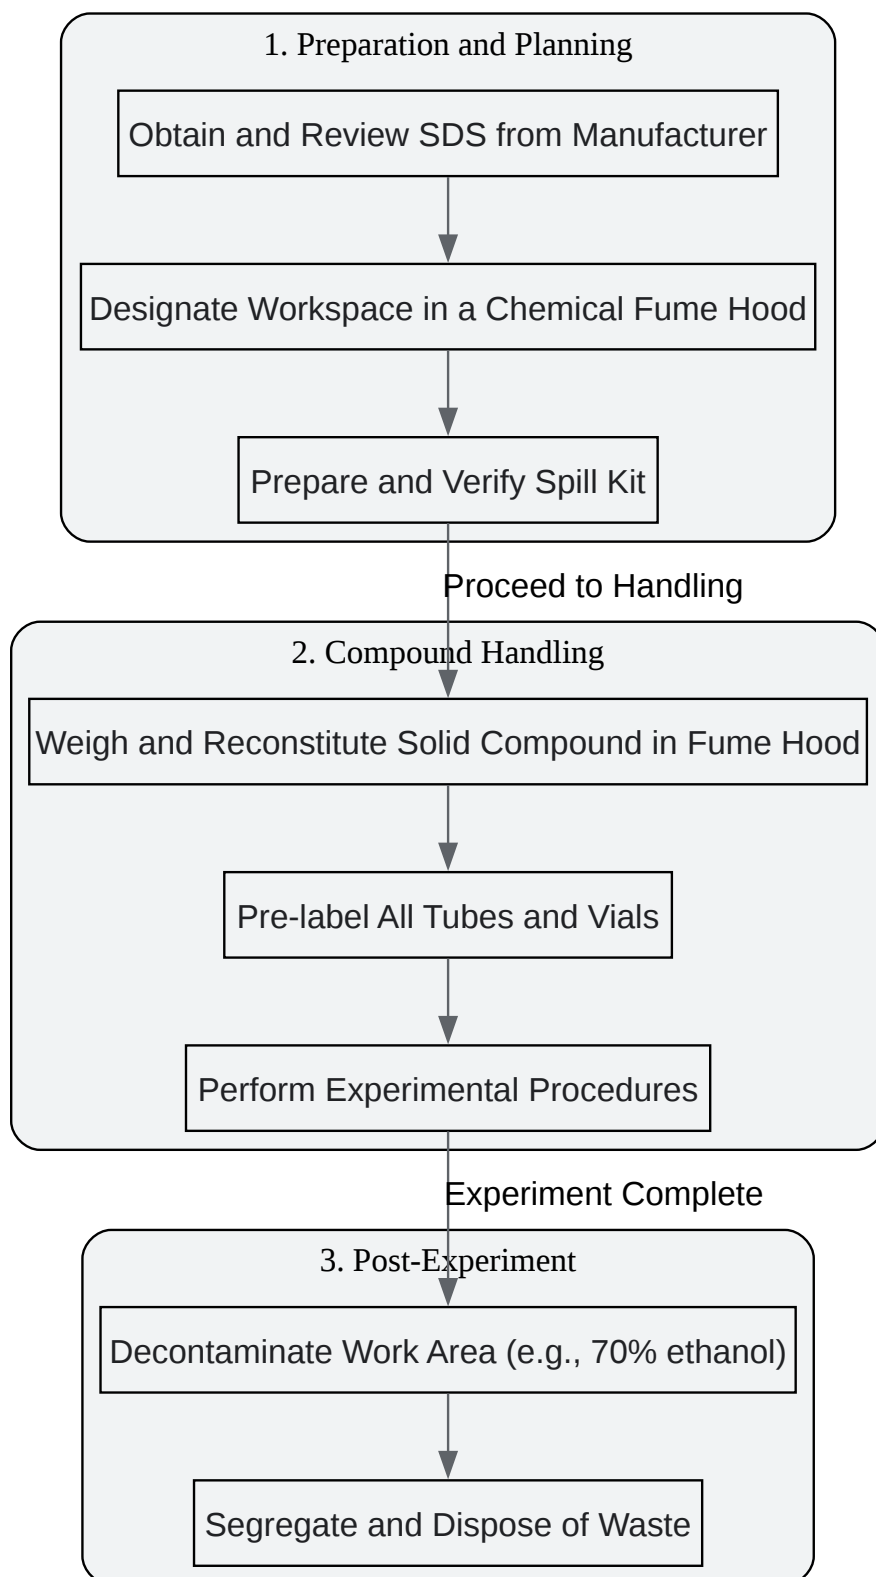 1. Preparation and Planning
Obtain and Review SDS from Manufacturer
Designate Workspace in a Chemical Fume Hood
Prepare and Verify Spill Kit
Proceed to Handling
2. Compound Handling
Weigh and Reconstitute Solid Compound in Fume Hood
Pre-label All Tubes and Vials
Perform Experimental Procedures
Experiment Complete
3. Post-Experiment
Decontaminate Work Area (e.g., 70% ethanol)
Segregate and Dispose of Waste